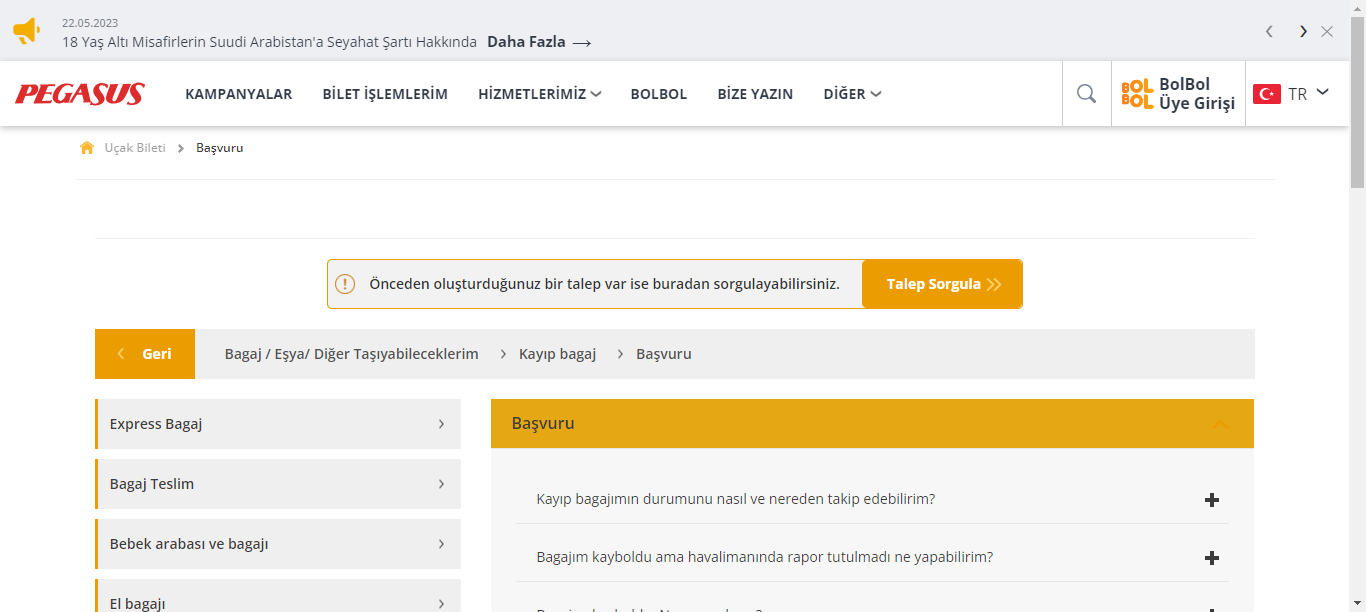 22.05.2023
18 Yaş Altı Misafirlerin Suudi Arabistan'a Seyahat Şartı Hakkında Daha Fazla
PEGASUS
KAMPANYALAR BİLET İŞLEMLERİM HİZMETLERİMİZ BOLBOL BİZE YAZIN DİĞER
BOL BOL BolBol Üye Girişi
TR
Uçak Bileti > Başvuru
Önceden oluşturduğunuz bir talep var ise buradan sorgulayabilirsiniz. Talep Sorgula
Geri Bagaj / Eşya/ Diğer Taşıyabileceklerim > Kayıp bagaj > Başvuru
Express Bagaj
Bagaj Teslim
Bebek arabası ve bagajı
El bagajı
Başvuru
Kayıp bagajımın durumunu nasıl ve nereden takip edebilirim?
Bagajım kayboldu ama havalimanında rapor tutulmadı ne yapabilirim?